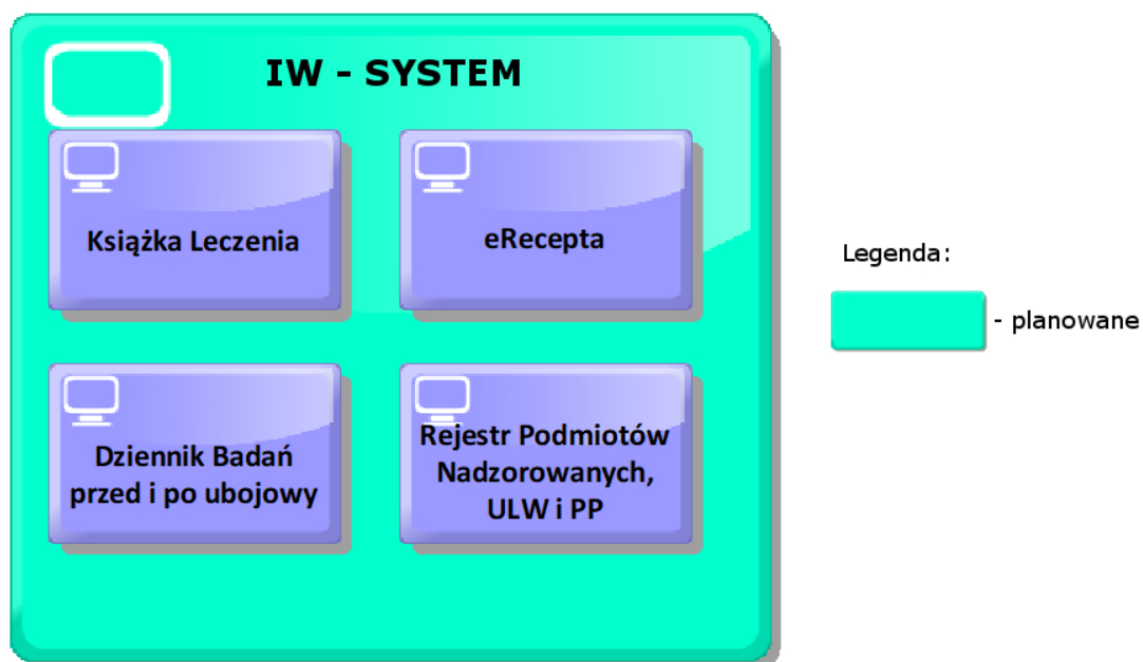 IW - SYSTEM
Książka Leczenia
eRecepta
Dziennik Badań
przed i po ubojowy
Rejestr Podmiotów
Nadzorowanych,
ULW i PP
Legenda:
- planowane